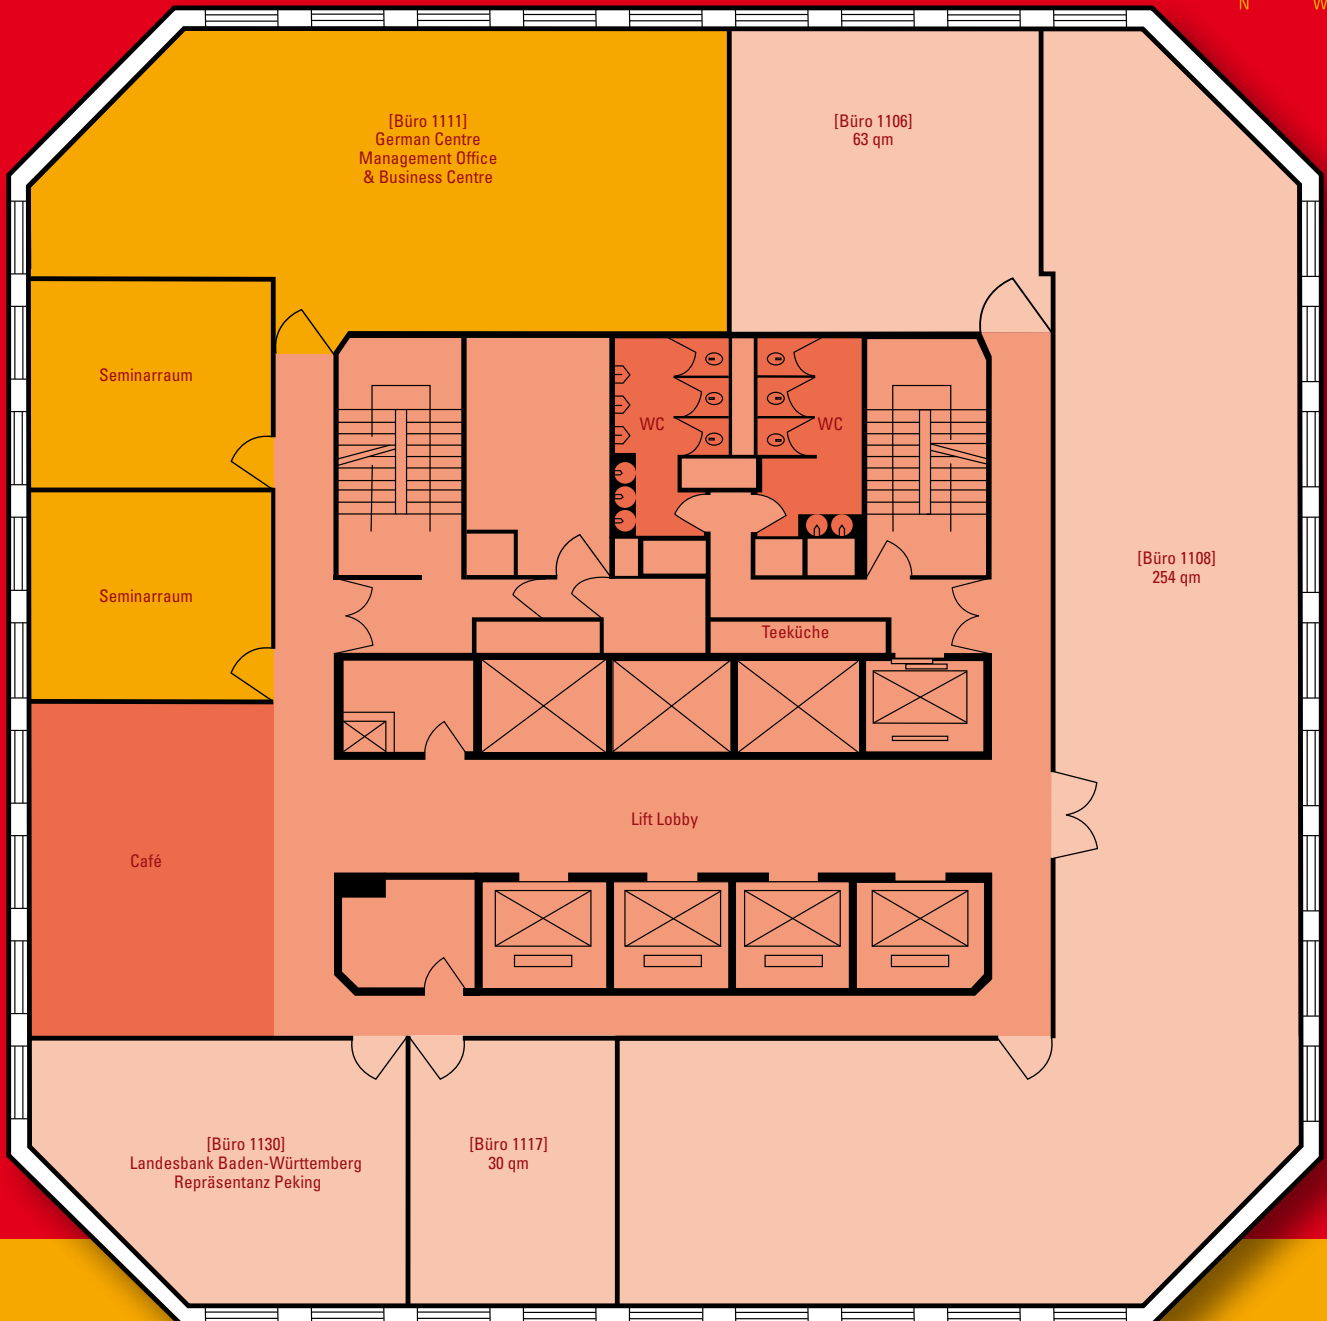 N W
[Büro 1111]
German Centre
Management Office
& Business Centre
[Büro 1106]
63 qm
Seminarraum
WC
WC
[Büro 1108]
254 qm
Seminarraum
Teeküche
Lift Lobby
Café
[Büro 1130]
Landesbank Baden-Württemberg
Repräsentanz Peking
[Büro 1117]
30 qm